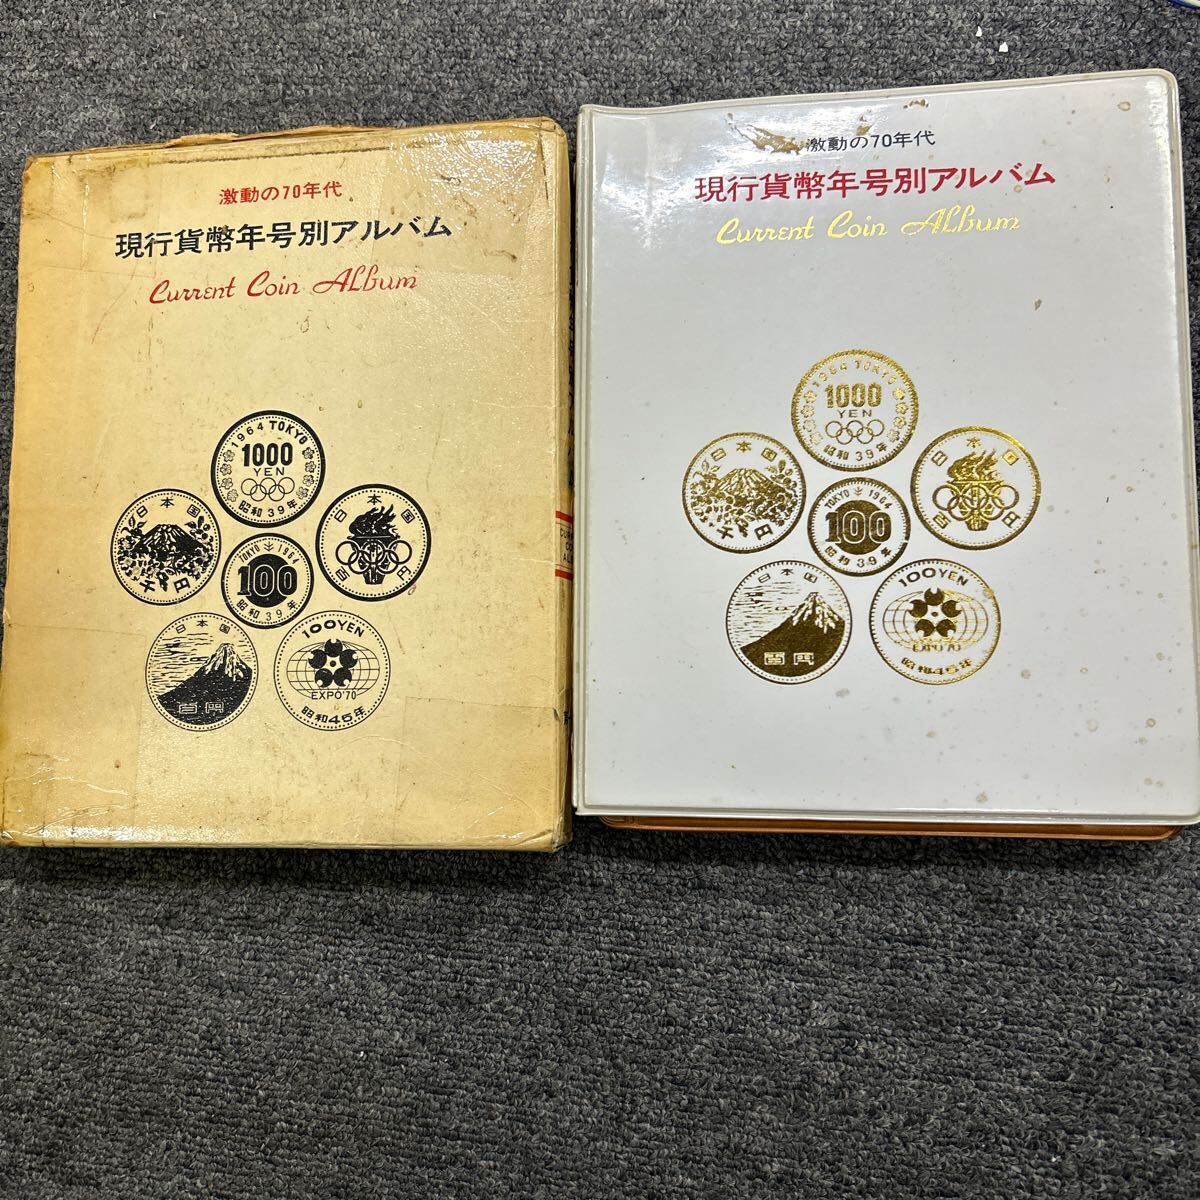 激動の70年代
現行貨幣年号別アルバム
Current Coin Album
1964 TOKYO
1000
YEN
昭和39年
日本国
千円
日本国
百円
TOKYO 1964
100
昭和39年
日本国
百円
100YEN
EXPO'70
昭和45年
激動の70年代
現行貨幣年号別アルバム
Current Coin Album
1964 TOKYO
1000
YEN
昭和39年
日本国
千円
日本国
百円
TOKYO 1964
100
昭和39年
日本国
百円
100YEN
EXPO'70
昭和45年